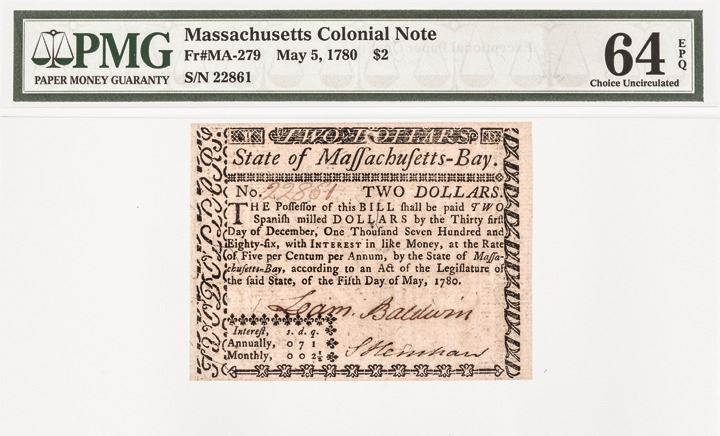 PMG
PAPER MONEY GUARANTY
Massachusetts Colonial Note
Fr#MA-279 May 5, 1780 $2
S/N 22861
64 EPQ
Choice Uncirculated
TWO DOLLARS
State of Maſſachuſetts-Bay.
No. 22861 TWO DOLLARS.
THE Poſſeſſor of this BILL ſhall be paid TWO
Spaniſh milled DOLLARS by the Thirty firſt
Day of December, One Thouſand Seven Hundred and
Eighty-ſix, with INTEREST in like Money, at the Rate
of Five per Centum per Annum, by the State of Maſſa-
chuſetts-Bay, according to an Act of the Legiſlature of
the ſaid State, of the Fifth Day of May, 1780.
Loam. Baldwin
Intereſt, s. d. q.
Annually, 0 7 1
Monthly, 0 0 2